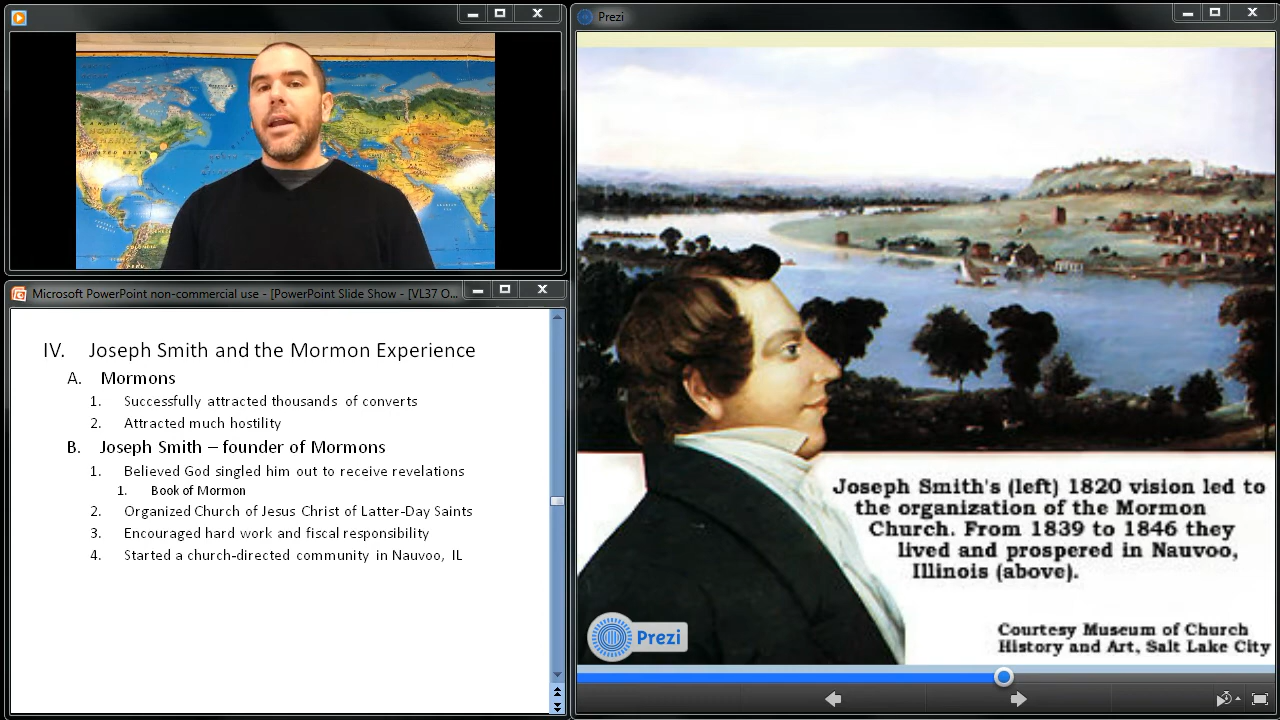 Prezi
Microsoft PowerPoint non-commercial use - [PowerPoint Slide Show - [VL37 O...
IV. Joseph Smith and the Mormon Experience
A. Mormons
1. Successfully attracted thousands of converts
2. Attracted much hostility
B. Joseph Smith – founder of Mormons
1. Believed God singled him out to receive revelations
1. Book of Mormon
2. Organized Church of Jesus Christ of Latter-Day Saints
3. Encouraged hard work and fiscal responsibility
4. Started a church-directed community in Nauvoo, IL
Joseph Smith's (left) 1820 vision led to
the organization of the Mormon
Church. From 1839 to 1846 they
lived and prospered in Nauvoo,
Illinois (above).
Prezi
Courtesy Museum of Church
History and Art, Salt Lake City